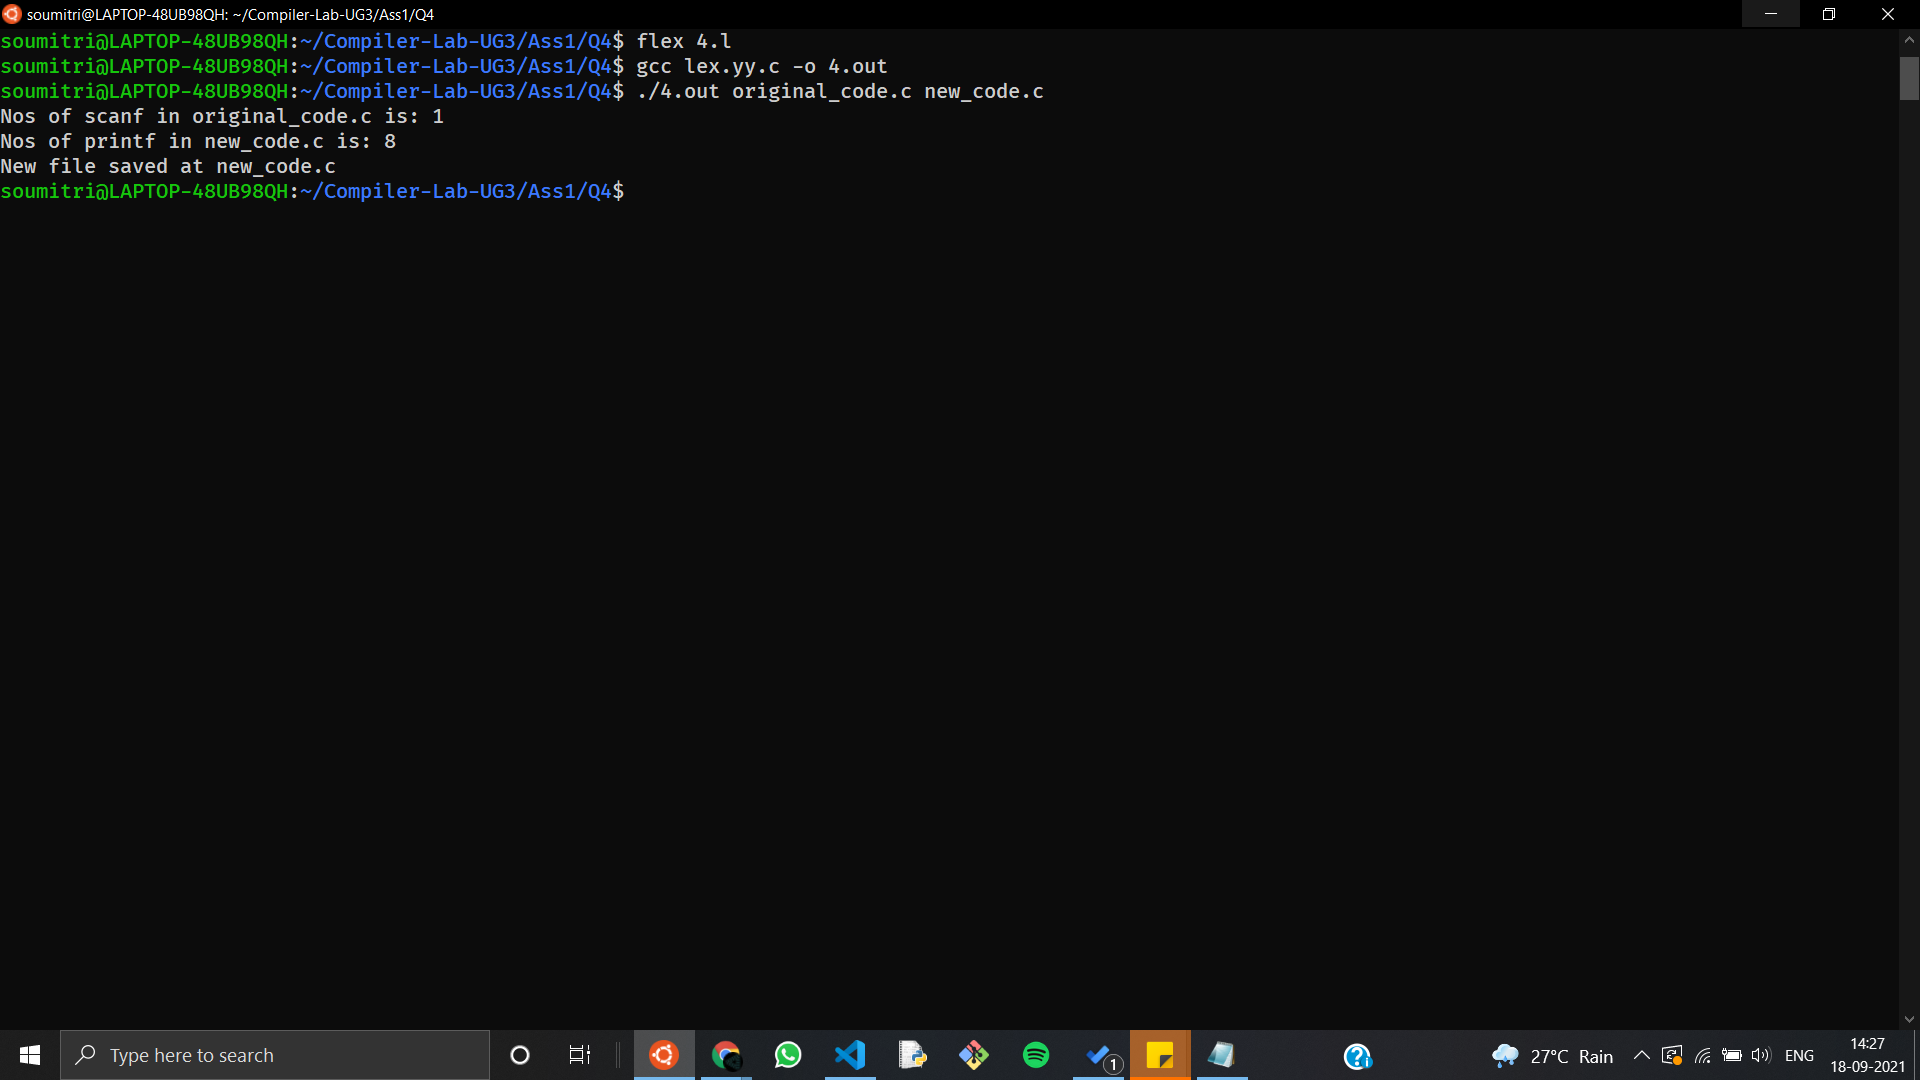 soumitri@LAPTOP-48UB98QH: ~/Compiler-Lab-UG3/Ass1/Q4
soumitri@LAPTOP-48UB98QH:~/Compiler-Lab-UG3/Ass1/Q4$ flex 4.l
soumitri@LAPTOP-48UB98QH:~/Compiler-Lab-UG3/Ass1/Q4$ gcc lex.yy.c -o 4.out
soumitri@LAPTOP-48UB98QH:~/Compiler-Lab-UG3/Ass1/Q4$ ./4.out original_code.c new_code.c
Nos of scanf in original_code.c is: 1
Nos of printf in new_code.c is: 8
New file saved at new_code.c
soumitri@LAPTOP-48UB98QH:~/Compiler-Lab-UG3/Ass1/Q4$
Type here to search
1
27°C Rain
ENG
14:27
18-09-2021